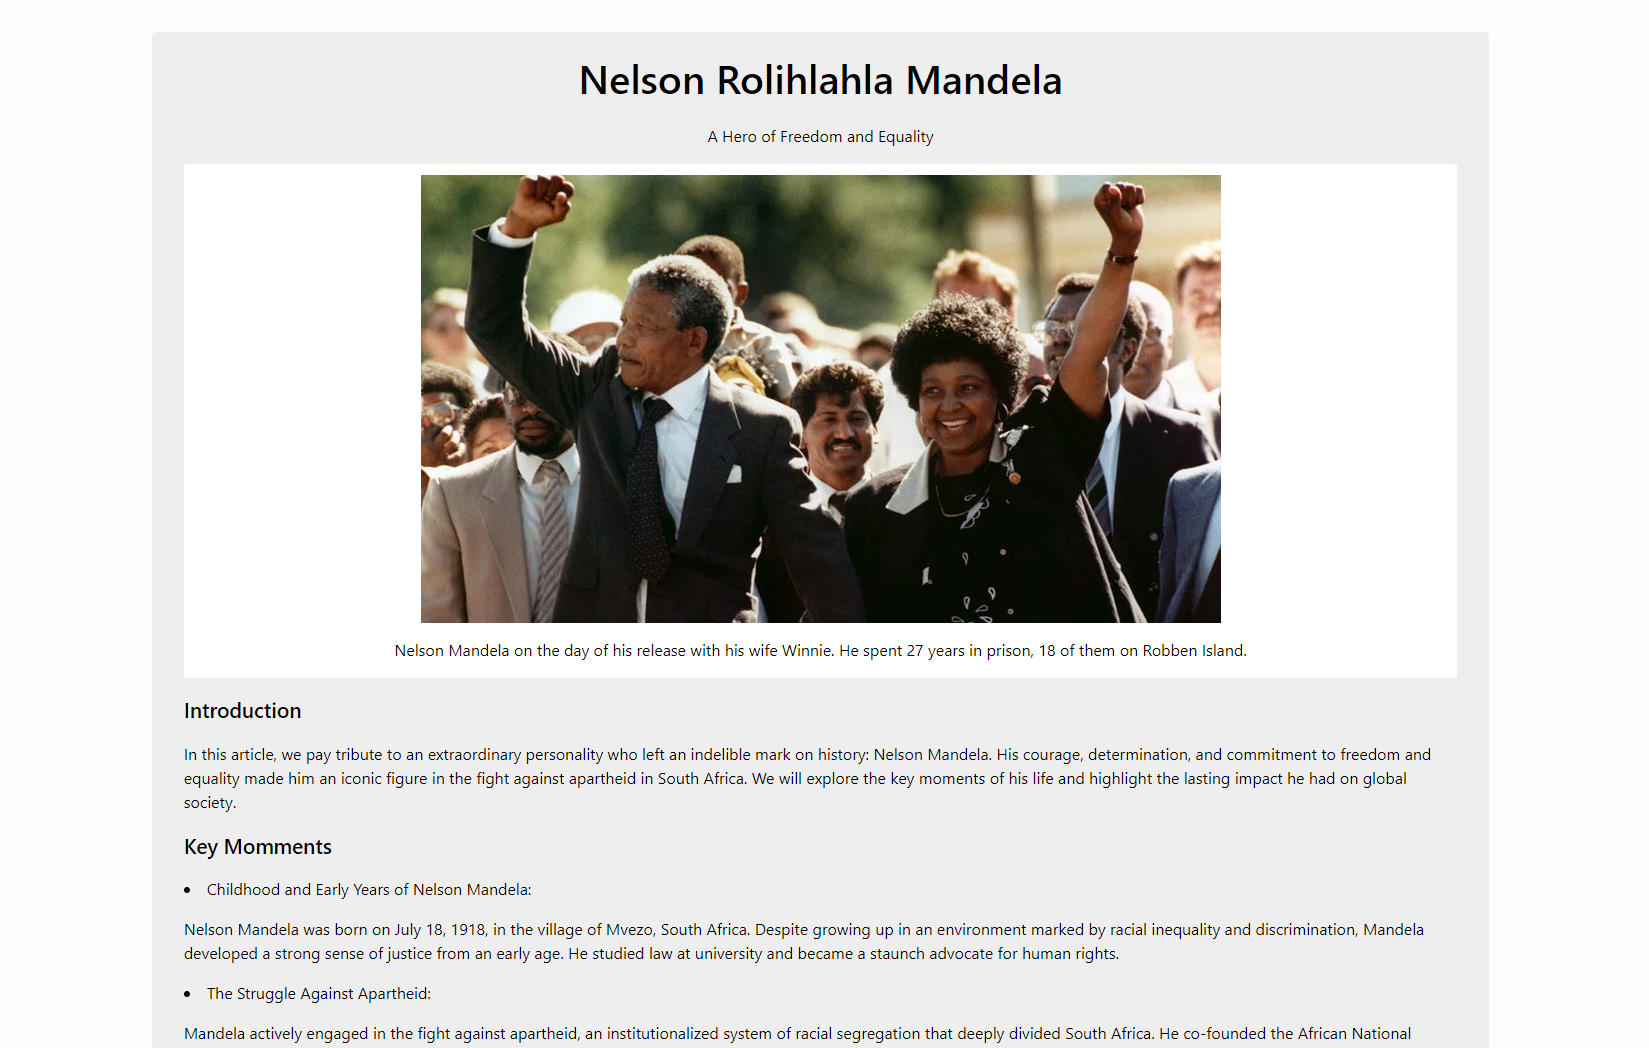 Nelson Rolihlahla Mandela
A Hero of Freedom and Equality
Nelson Mandela on the day of his release with his wife Winnie. He spent 27 years in prison, 18 of them on Robben Island.
Introduction
In this article, we pay tribute to an extraordinary personality who left an indelible mark on history: Nelson Mandela. His courage, determination, and commitment to freedom and
equality made him an iconic figure in the fight against apartheid in South Africa. We will explore the key moments of his life and highlight the lasting impact he had on global
society.
Key Momments
• Childhood and Early Years of Nelson Mandela:
Nelson Mandela was born on July 18, 1918, in the village of Mvezo, South Africa. Despite growing up in an environment marked by racial inequality and discrimination, Mandela
developed a strong sense of justice from an early age. He studied law at university and became a staunch advocate for human rights.
• The Struggle Against Apartheid:
Mandela actively engaged in the fight against apartheid, an institutionalized system of racial segregation that deeply divided South Africa. He co-founded the African National